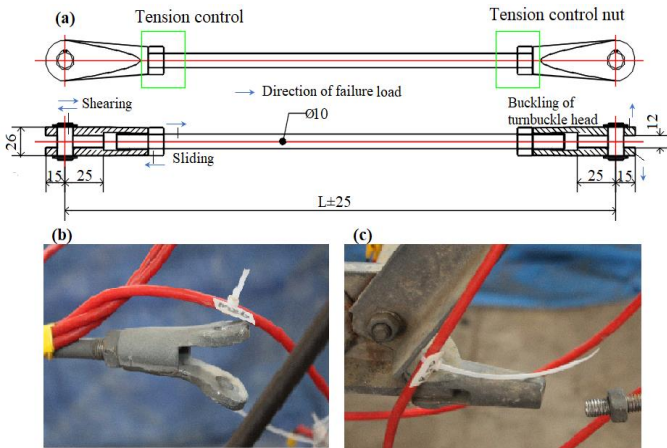 (a)
Tension control
Tension control nut
Shearing
Direction of failure load
Ø10
Buckling of
turnbuckle head
12
26
Sliding
15
25
25
15
L±25
(b)
(c)